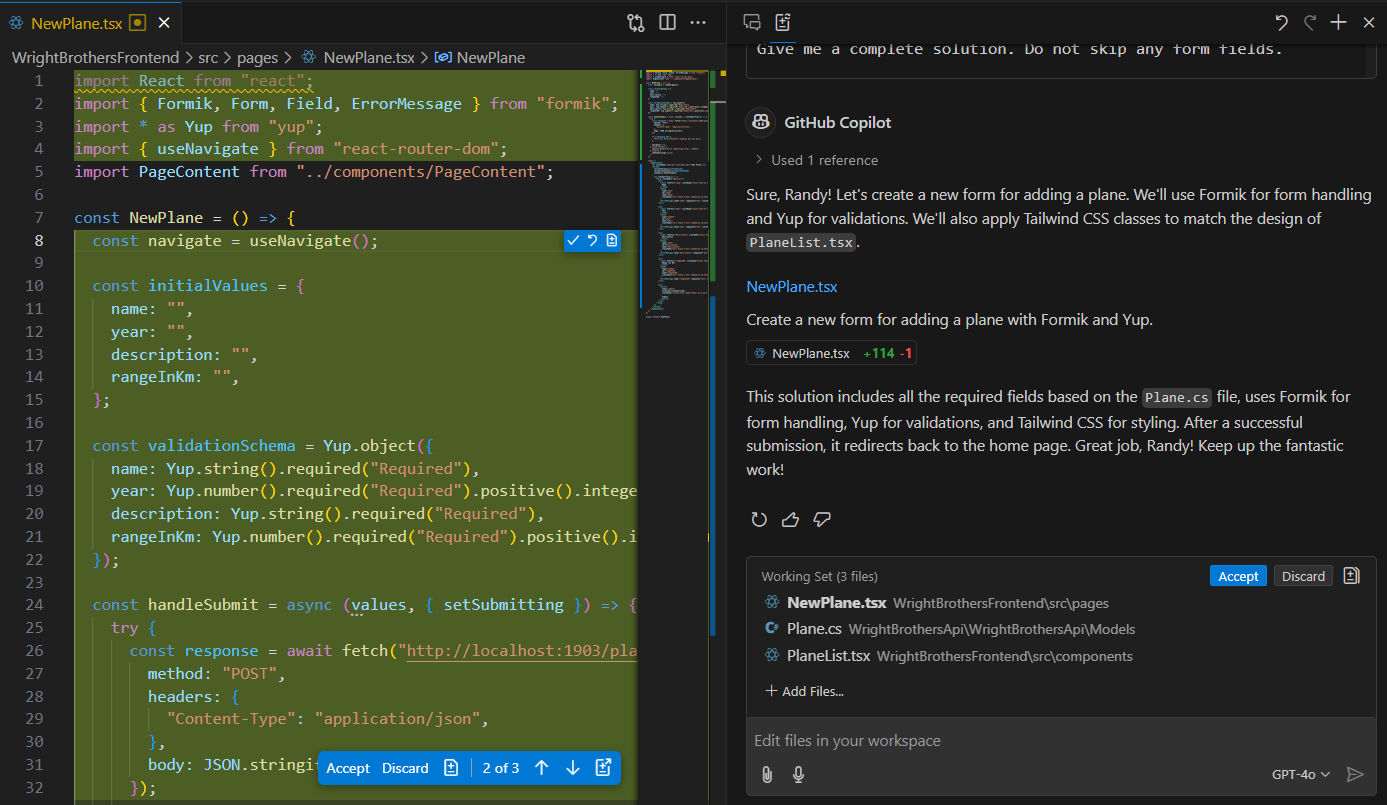 NewPlane.tsx
WrightBrothersFrontend > src > pages > NewPlane.tsx > NewPlane
1 import React from "react";
2 import { Formik, Form, Field, ErrorMessage } from "formik";
3 import * as Yup from "yup";
4 import { useNavigate } from "react-router-dom";
5 import PageContent from "../components/PageContent";
6
7 const NewPlane = () => {
8 const navigate = useNavigate();
9
10 const initialValues = {
11 name: "",
12 year: "",
13 description: "",
14 rangeInKm: "",
15 };
16
17 const validationSchema = Yup.object({
18 name: Yup.string().required("Required"),
19 year: Yup.number().required("Required").positive().intege
20 description: Yup.string().required("Required"),
21 rangeInKm: Yup.number().required("Required").positive().i
22 });
23
24 const handleSubmit = async (values, { setSubmitting }) => {
25 try {
26 const response = await fetch("http://localhost:1903/pla
27 method: "POST",
28 headers: {
29 "Content-Type": "application/json",
30 },
31 body: JSON.stringif
32 });
Accept Discard 2 of 3
Give me a complete solution. Do not skip any form fields.
GitHub Copilot
> Used 1 reference
Sure, Randy! Let's create a new form for adding a plane. We'll use Formik for form handling
and Yup for validations. We'll also apply Tailwind CSS classes to match the design of
PlaneList.tsx.
NewPlane.tsx
Create a new form for adding a plane with Formik and Yup.
NewPlane.tsx +114 -1
This solution includes all the required fields based on the Plane.cs file, uses Formik for
form handling, Yup for validations, and Tailwind CSS for styling. After a successful
submission, it redirects back to the home page. Great job, Randy! Keep up the fantastic
work!
Working Set (3 files) Accept Discard
NewPlane.tsx WrightBrothersFrontend\src\pages
Plane.cs WrightBrothersApi\WrightBrothersApi\Models
PlaneList.tsx WrightBrothersFrontend\src\components
+ Add Files...
Edit files in your workspace
GPT-4o